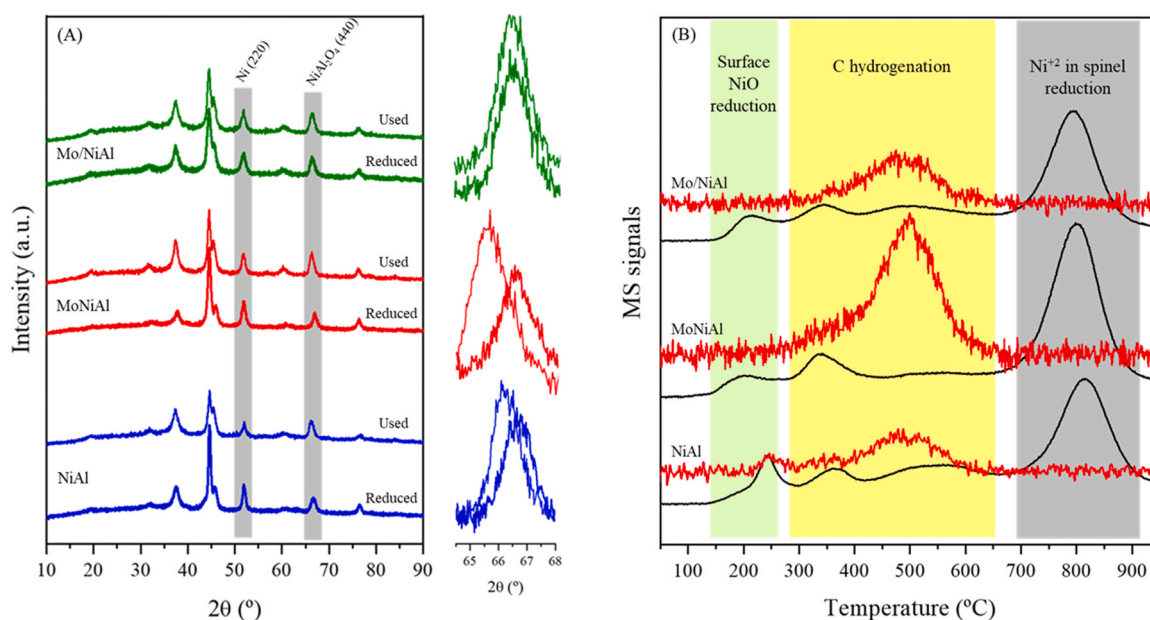 (A)
Ni (220)
NiAl₂O₄ (440)
Used
Mo/NiAl
Reduced
Used
MoNiAl
Reduced
Used
NiAl
Reduced
Intensity (a.u.)
10 20 30 40 50 60 70 80 90
2θ (º)
65 66 67 68
2θ (º)
(B)
Surface
NiO
reduction
C hydrogenation
Ni⁺² in spinel
reduction
Mo/NiAl
MoNiAl
NiAl
MS signals
100 200 300 400 500 600 700 800 900
Temperature (ºC)